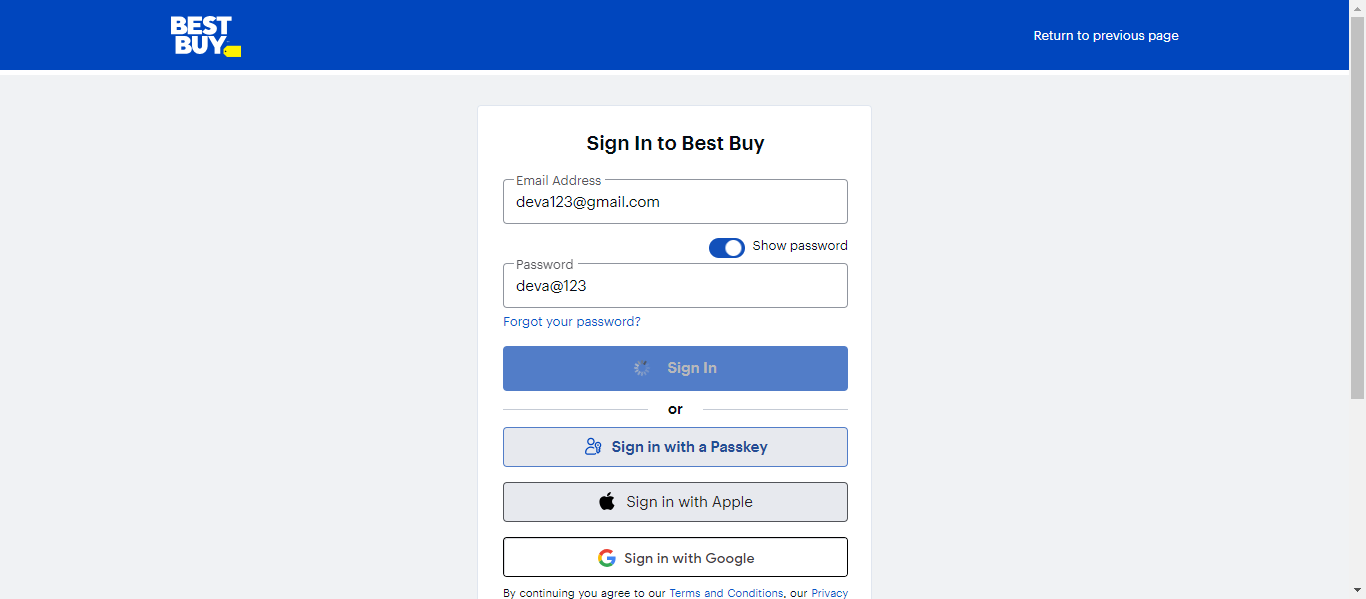 BEST
BUY
Return to previous page
Sign In to Best Buy
Email Address
deva123@gmail.com
Show password
Password
deva@123
Forgot your password?
Sign In
or
Sign in with a Passkey
Sign in with Apple
Sign in with Google
By continuing you agree to our Terms and Conditions, our Privacy